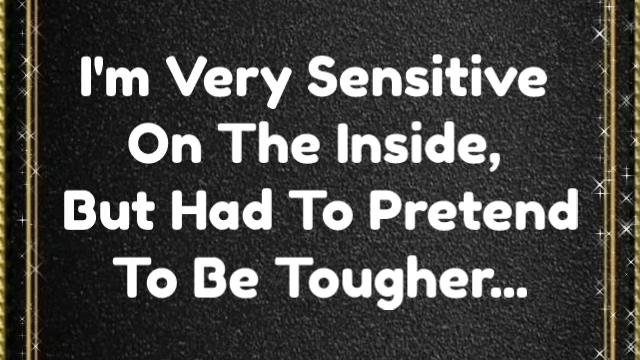 I'm Very Sensitive
On The Inside,
But Had To Pretend
To Be Tougher...